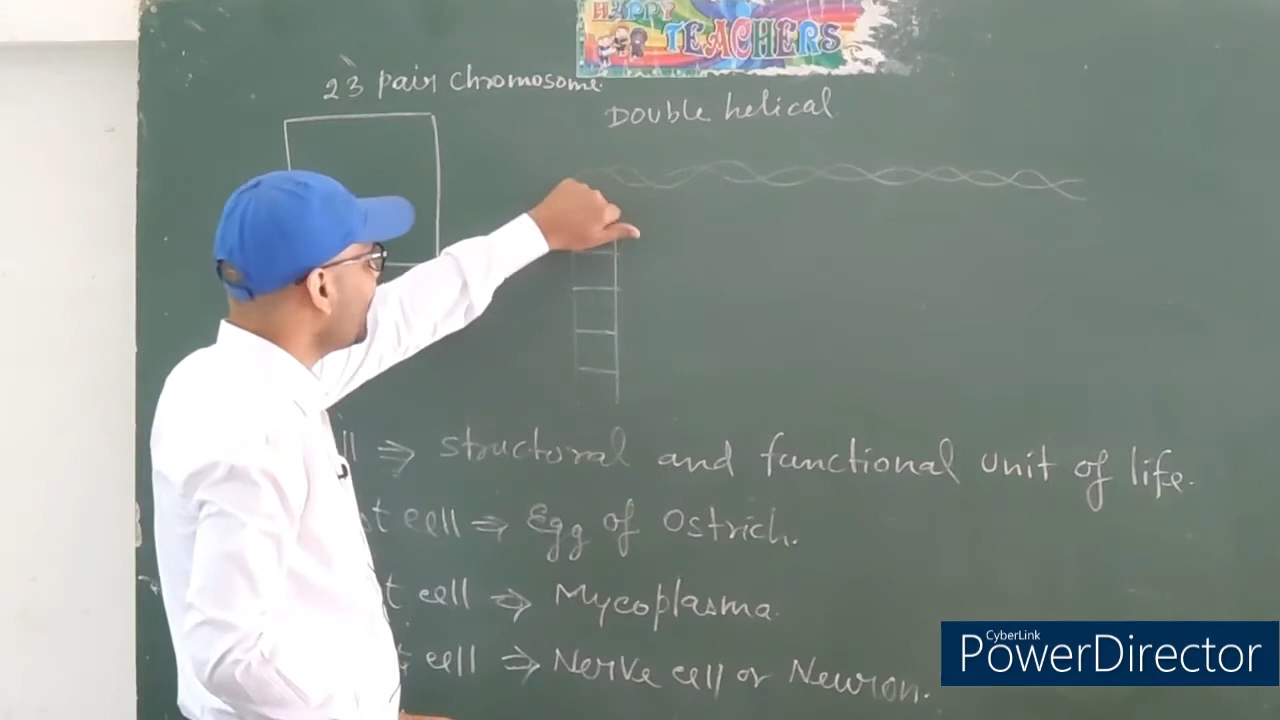 HAPPY
TEACHERS
23 pair chromosome.
Double helical
ll ⇒ structural and functional unit of life.
t cell ⇒ Egg of Ostrich.
t cell ⇒ Mycoplasma.
t cell ⇒ Nerve cell or Neuron.
CyberLink
PowerDirector